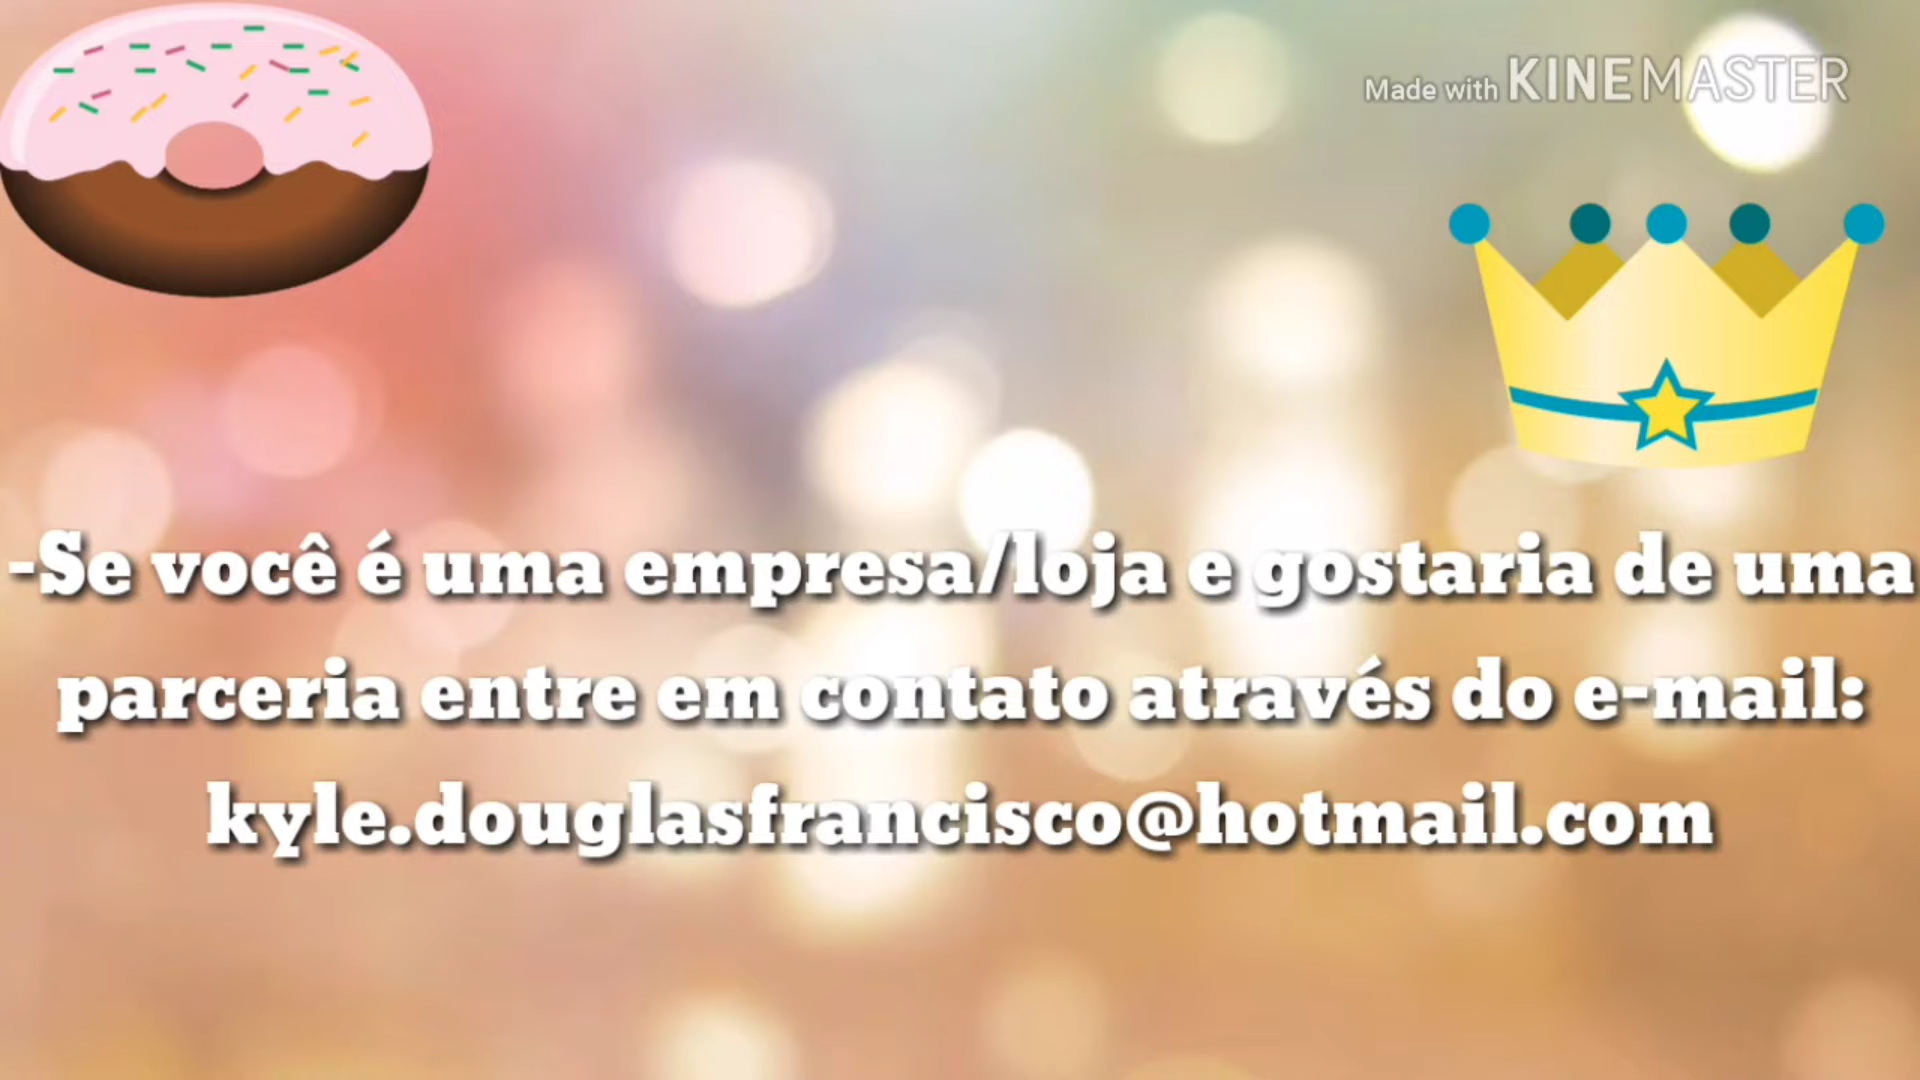 Made with KINEMASTER
-Se você é uma empresa/loja e gostaria de uma
parceria entre em contato através do e-mail:
kyle.douglasfrancisco@hotmail.com